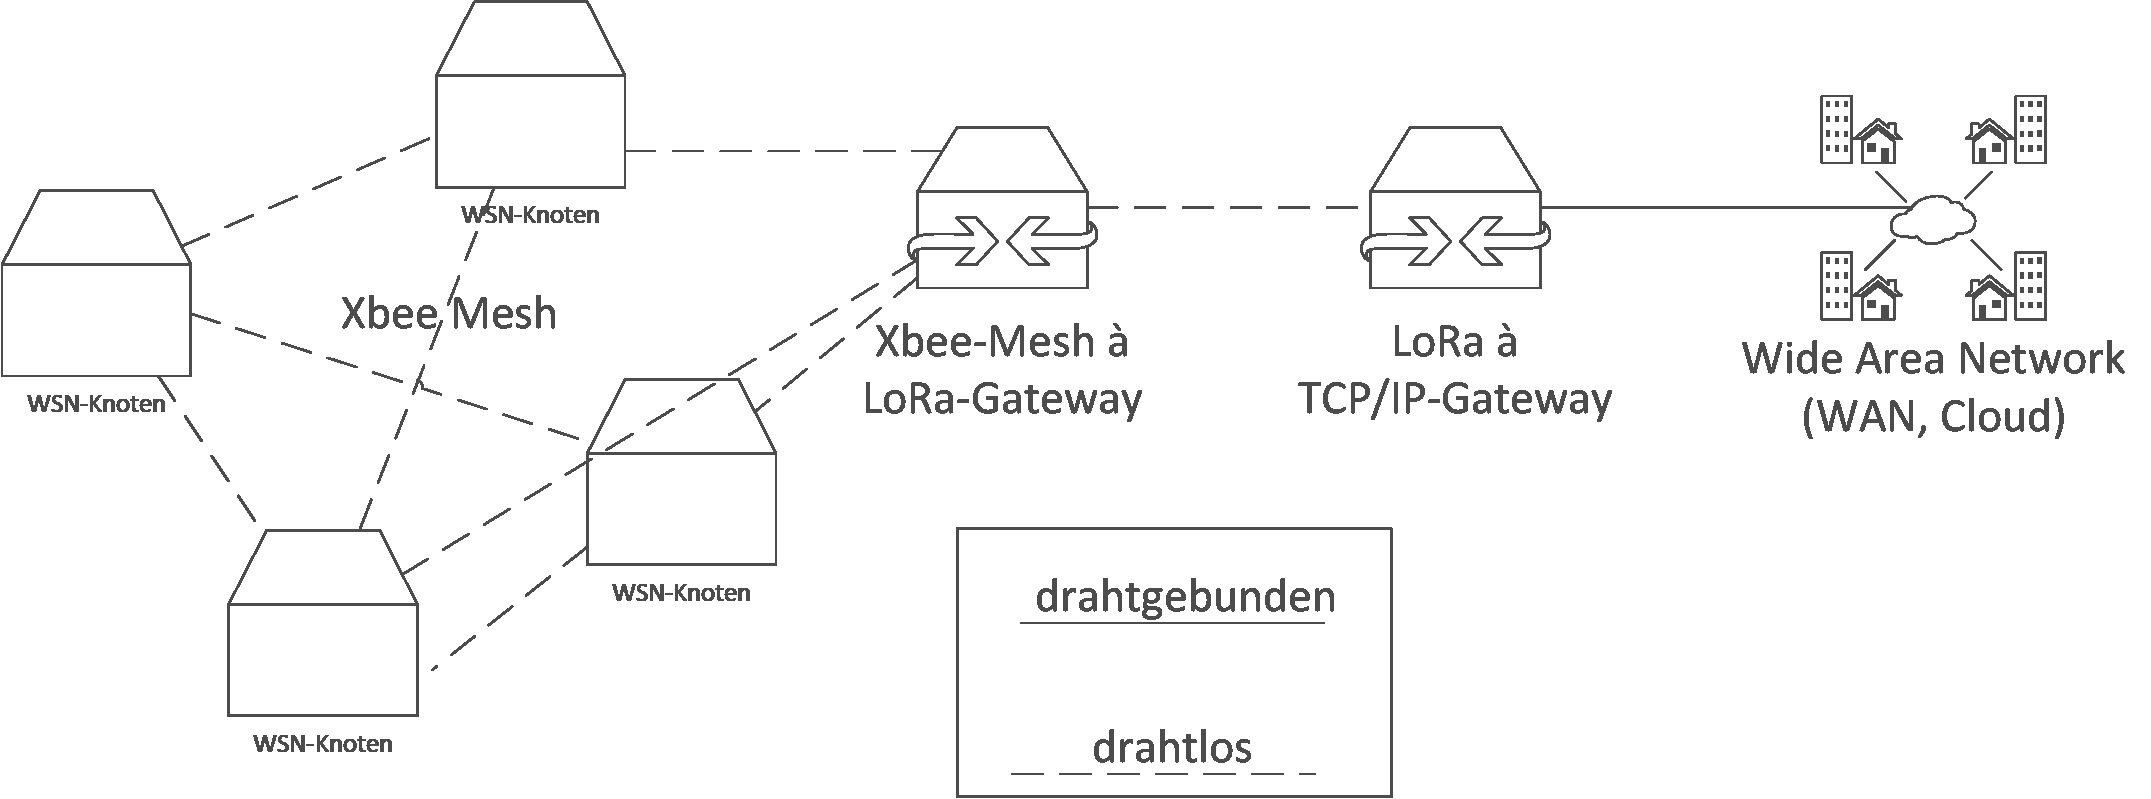 WSN-Knoten
Xbee Mesh
WSN-Knoten
WSN-Knoten
WSN-Knoten
Xbee-Mesh à
LoRa-Gateway
LoRa à
TCP/IP-Gateway
Wide Area Network
(WAN, Cloud)
drahtgebunden
drahtlos